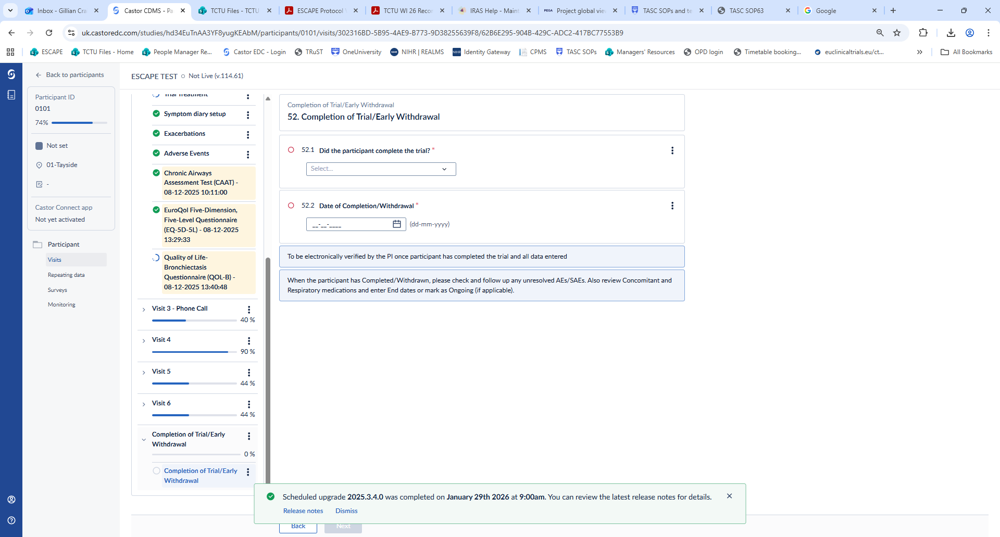 Inbox - Gillian Cra
Castor CDMS - Pa
TCTU Files - TCTU
ESCAPE Protocol
TCTU WI 26 Recor
IRAS Help - Maint
PEGA
Project global vie
TASC SOPs and te
TASC SOP63
Google
uk.castoredc.com/studies/hd34EuTnAA3YF8yugKEAbM/participants/0101/visits/302316BD-5B95-4AE9-B773-9D38255639F8/62B6E295-904B-429C-ADC2-417BC77553B9
ESCAPE
TCTU Files - Home
People Manager Re...
Castor EDC - Login
TRuST
OneUniversity
NIHR | REALMS
Identity Gateway
CPMS
TASC SOPs
Managers' Resources
OPD login
Timetable booking...
euclinicaltrials.eu/ct...
All Bookmarks
Back to participants
ESCAPE TEST
Not Live (v.114.61)
Participant ID
0101
74%
Not set
01-Tayside
-
Castor Connect app
Not yet activated
Participant
Visits
Repeating data
Surveys
Monitoring
Trial Treatment
Symptom diary setup
Exacerbations
Adverse Events
Chronic Airways
Assessment Test (CAAT) -
08-12-2025 10:11:00
EuroQol Five-Dimension,
Five-Level Questionnaire
(EQ-5D-5L) - 08-12-2025
13:29:33
Quality of Life-
Bronchiectasis
Questionnaire (QOL-B) -
08-12-2025 13:40:48
Visit 3 - Phone Call
40 %
Visit 4
90 %
Visit 5
44 %
Visit 6
44 %
Completion of Trial/Early
Withdrawal
0 %
Completion of Trial/Early
Withdrawal
Completion of Trial/Early Withdrawal
52. Completion of Trial/Early Withdrawal
52.1 Did the participant complete the trial? *
Select...
52.2 Date of Completion/Withdrawal *
__-__-____ (dd-mm-yyyy)
To be electronically verified by the PI once participant has completed the trial and all data entered
When the participant has Completed/Withdrawn, please check and follow up any unresolved AEs/SAEs. Also review Concomitant and
Respiratory medications and enter End dates or mark as Ongoing (if applicable).
Scheduled upgrade 2025.3.4.0 was completed on January 29th 2026 at 9:00am. You can review the latest release notes for details.
Release notes
Dismiss
Back
Next